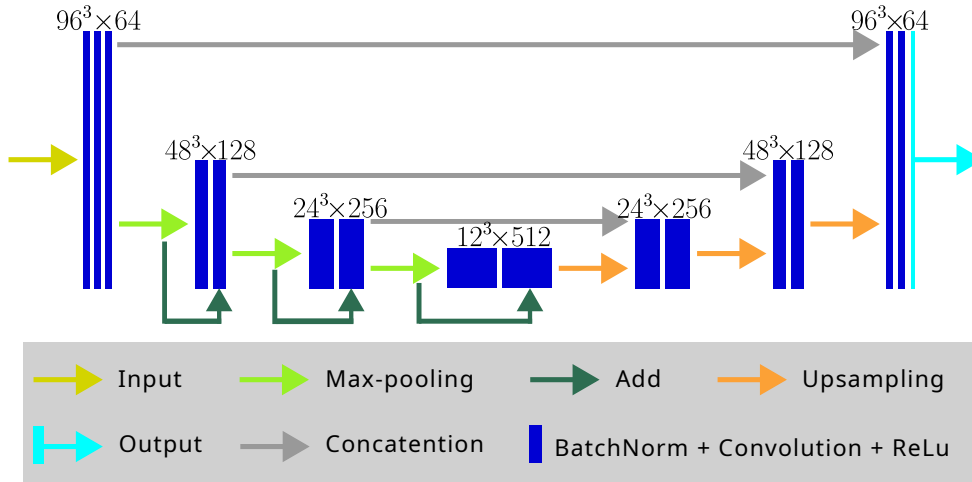 96³×64 96³×64
48³×128 48³×128
24³×256 24³×256
12³×512
Input Max-pooling Add Upsampling
Output Concatention BatchNorm + Convolution + ReLu